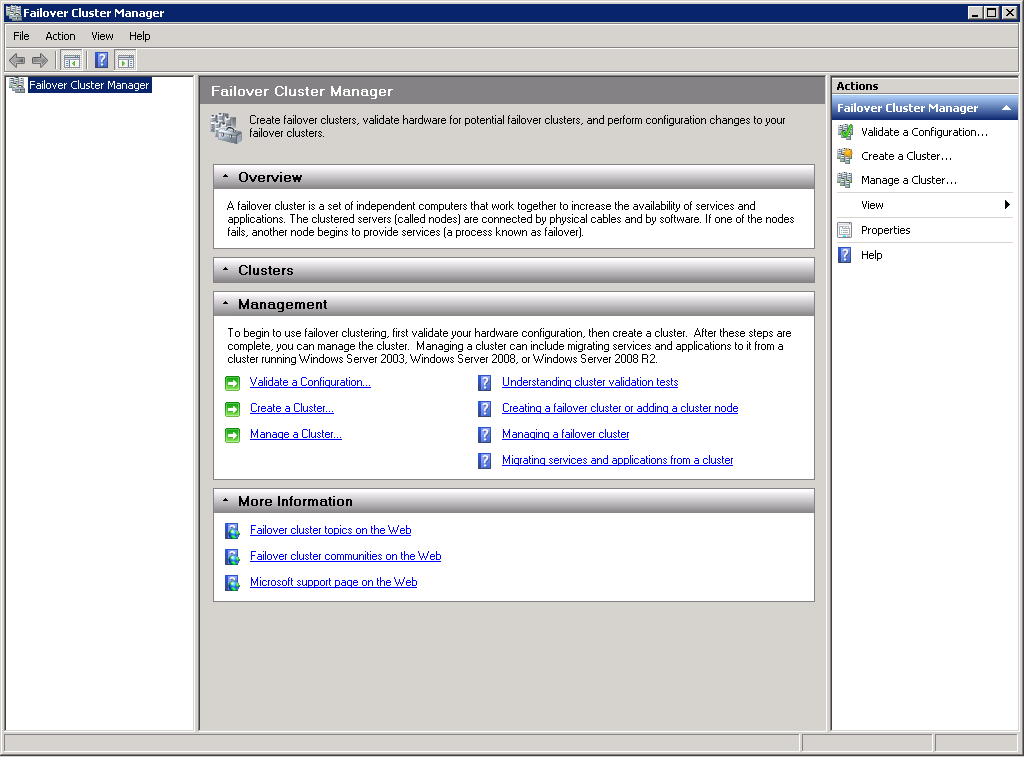 Failover Cluster Manager
File Action View Help
Failover Cluster Manager
Failover Cluster Manager
Create failover clusters, validate hardware for potential failover clusters, and perform configuration changes to your
failover clusters.
Overview
A failover cluster is a set of independent computers that work together to increase the availability of services and
applications. The clustered servers (called nodes) are connected by physical cables and by software. If one of the nodes
fails, another node begins to provide services (a process known as failover).
Clusters
Management
To begin to use failover clustering, first validate your hardware configuration, then create a cluster. After these steps are
complete, you can manage the cluster. Managing a cluster can include migrating services and applications to it from a
cluster running Windows Server 2003, Windows Server 2008, or Windows Server 2008 R2.
Validate a Configuration...
Understanding cluster validation tests
Create a Cluster...
Creating a failover cluster or adding a cluster node
Manage a Cluster...
Managing a failover cluster
Migrating services and applications from a cluster
More Information
Failover cluster topics on the Web
Failover cluster communities on the Web
Microsoft support page on the Web
Actions
Failover Cluster Manager
Validate a Configuration...
Create a Cluster...
Manage a Cluster...
View
Properties
Help